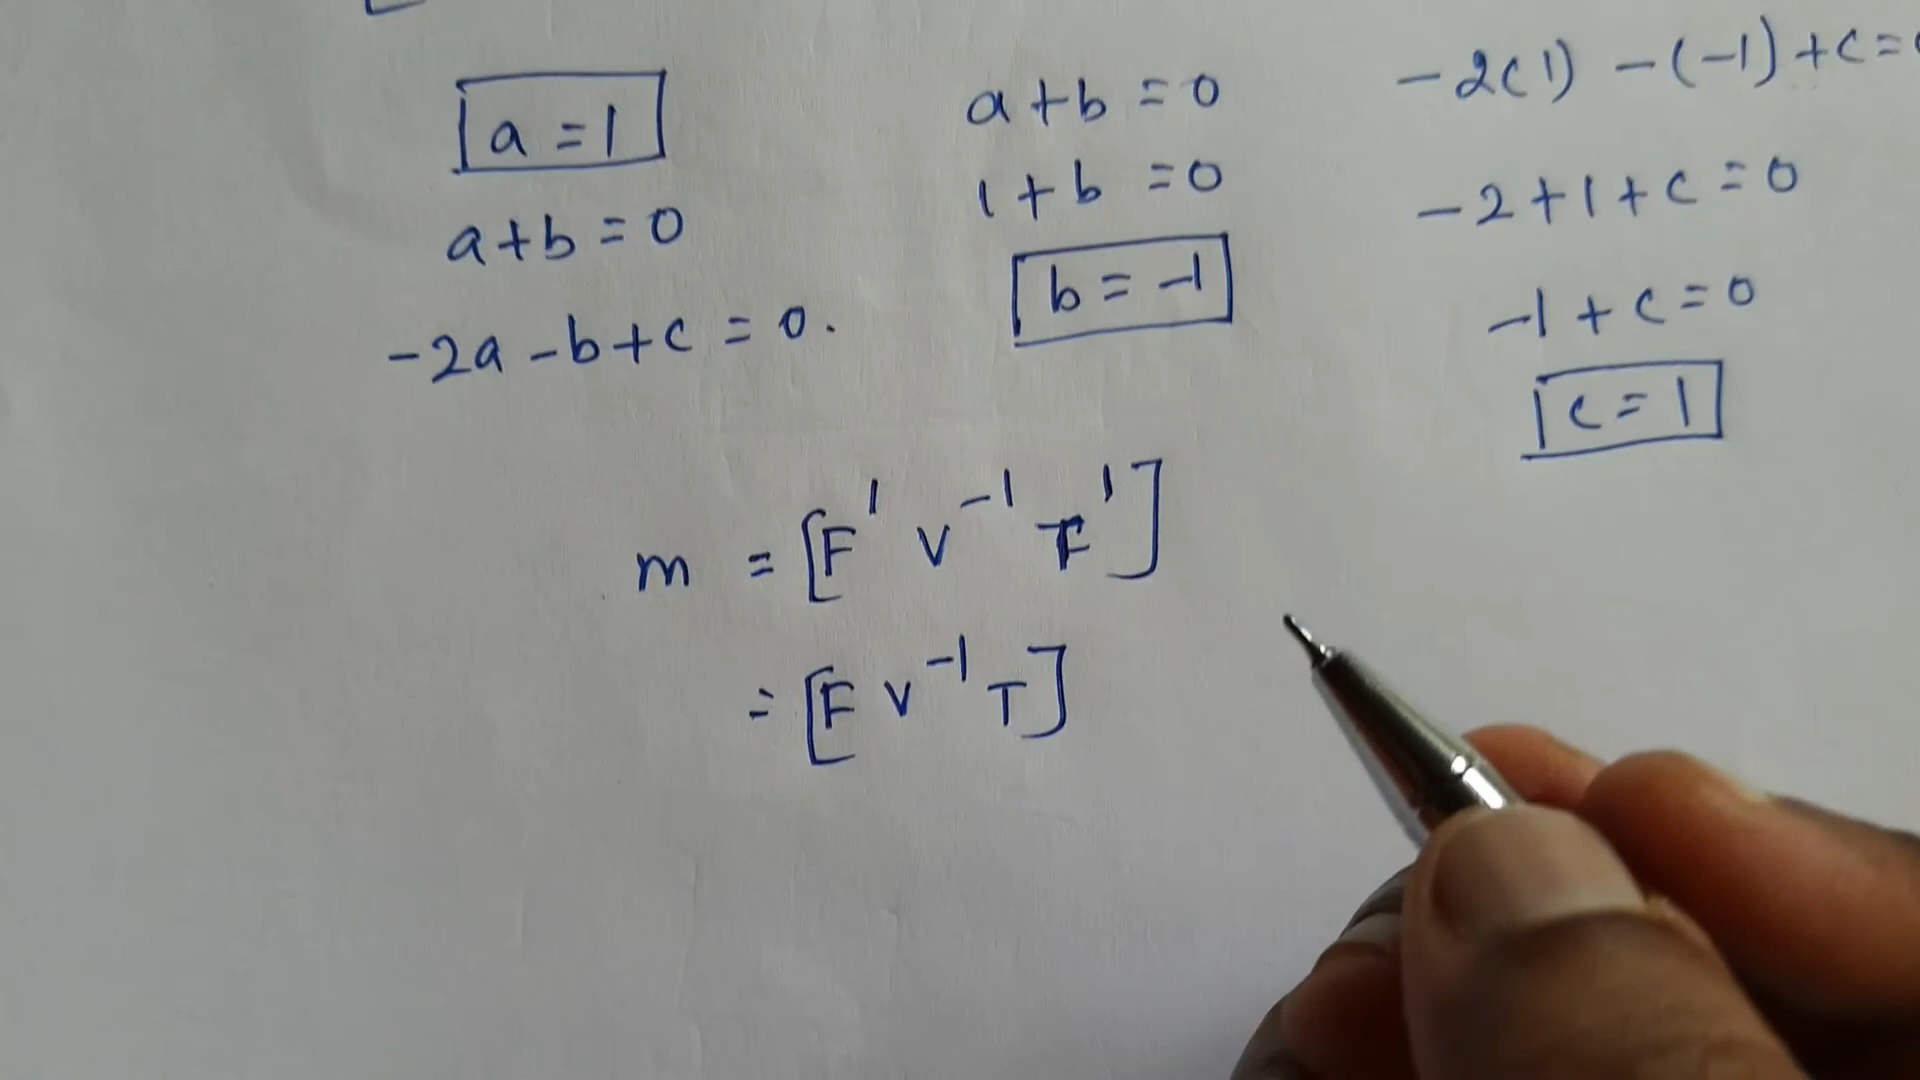 a = 1
a + b = 0
-2a - b + c = 0.
a + b = 0
1 + b = 0
b = -1
-2(1) - (-1) + c =
-2 + 1 + c = 0
-1 + c = 0
c = 1
m = [F¹ V⁻¹ T¹]
= [F V⁻¹ T]